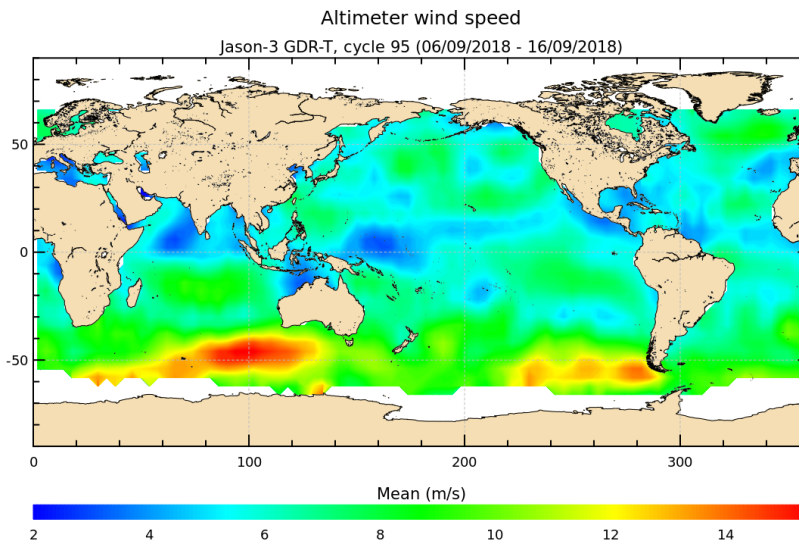 Altimeter wind speed
Jason-3 GDR-T, cycle 95 (06/09/2018 - 16/09/2018)
50
0
-50
0 100 200 300
Mean (m/s)
2 4 6 8 10 12 14